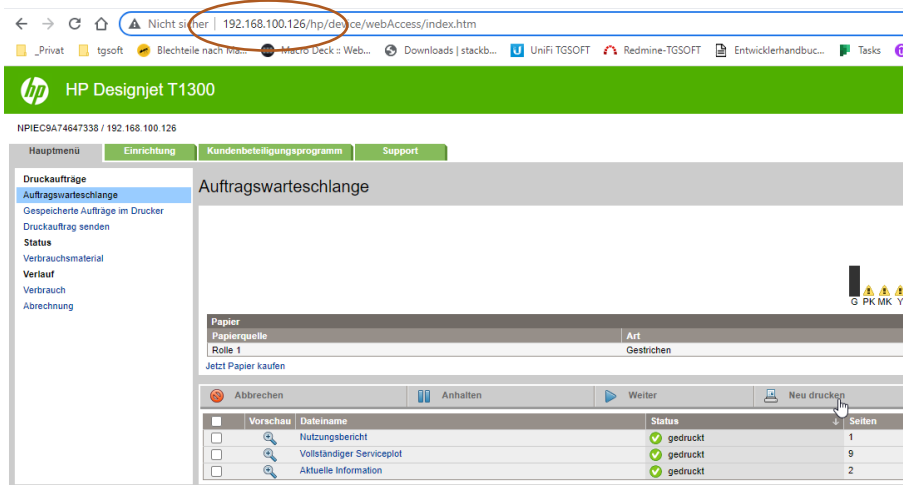 Nicht sicher | 192.168.100.126/hp/device/webAccess/index.htm
_Privat tgsoft Blechteile nach Ma... Macro Deck :: Web... Downloads | stackb... UniFi TGSOFT Redmine-TGSOFT Entwicklerhandbuc... Tasks
hp HP Designjet T1300
NPIEC9A74647338 / 192.168.100.126
Hauptmenü Einrichtung Kundenbeteiligungsprogramm Support
Druckaufträge
Auftragswarteschlange
Gespeicherte Aufträge im Drucker
Druckauftrag senden
Status
Verbrauchsmaterial
Verlauf
Verbrauch
Abrechnung
Auftragswarteschlange
G PK MK Y
Papier
Papierquelle Art
Rolle 1 Gestrichen
Jetzt Papier kaufen
Abbrechen Anhalten Weiter Neu drucken
Vorschau Dateiname Status Seiten
Nutzungsbericht gedruckt 1
Vollständiger Serviceplot gedruckt 9
Aktuelle Information gedruckt 2